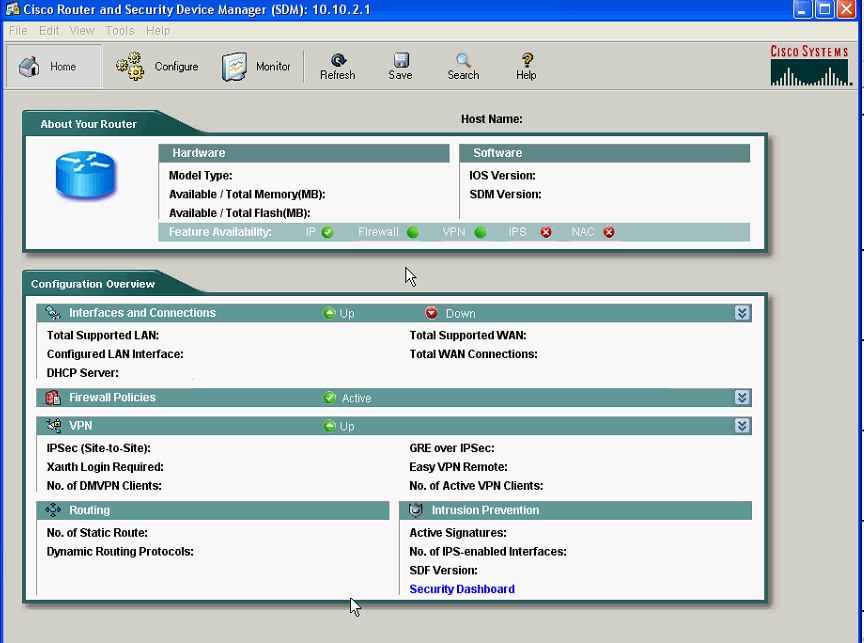 Cisco Router and Security Device Manager (SDM): 10.10.2.1
File Edit View Tools Help
Home Configure Monitor Refresh Save Search Help
CISCO SYSTEMS
About Your Router
Host Name:
Hardware
Software
Model Type:
IOS Version:
Available / Total Memory(MB):
SDM Version:
Available / Total Flash(MB):
Feature Availability: IP Firewall VPN IPS NAC
Configuration Overview
Interfaces and Connections Up Down
Total Supported LAN:
Total Supported WAN:
Configured LAN Interface:
Total WAN Connections:
DHCP Server:
Firewall Policies Active
VPN Up
IPSec (Site-to-Site):
GRE over IPSec:
Xauth Login Required:
Easy VPN Remote:
No. of DMVPN Clients:
No. of Active VPN Clients:
Routing
Intrusion Prevention
No. of Static Route:
Active Signatures:
Dynamic Routing Protocols:
No. of IPS-enabled Interfaces:
SDF Version:
Security Dashboard